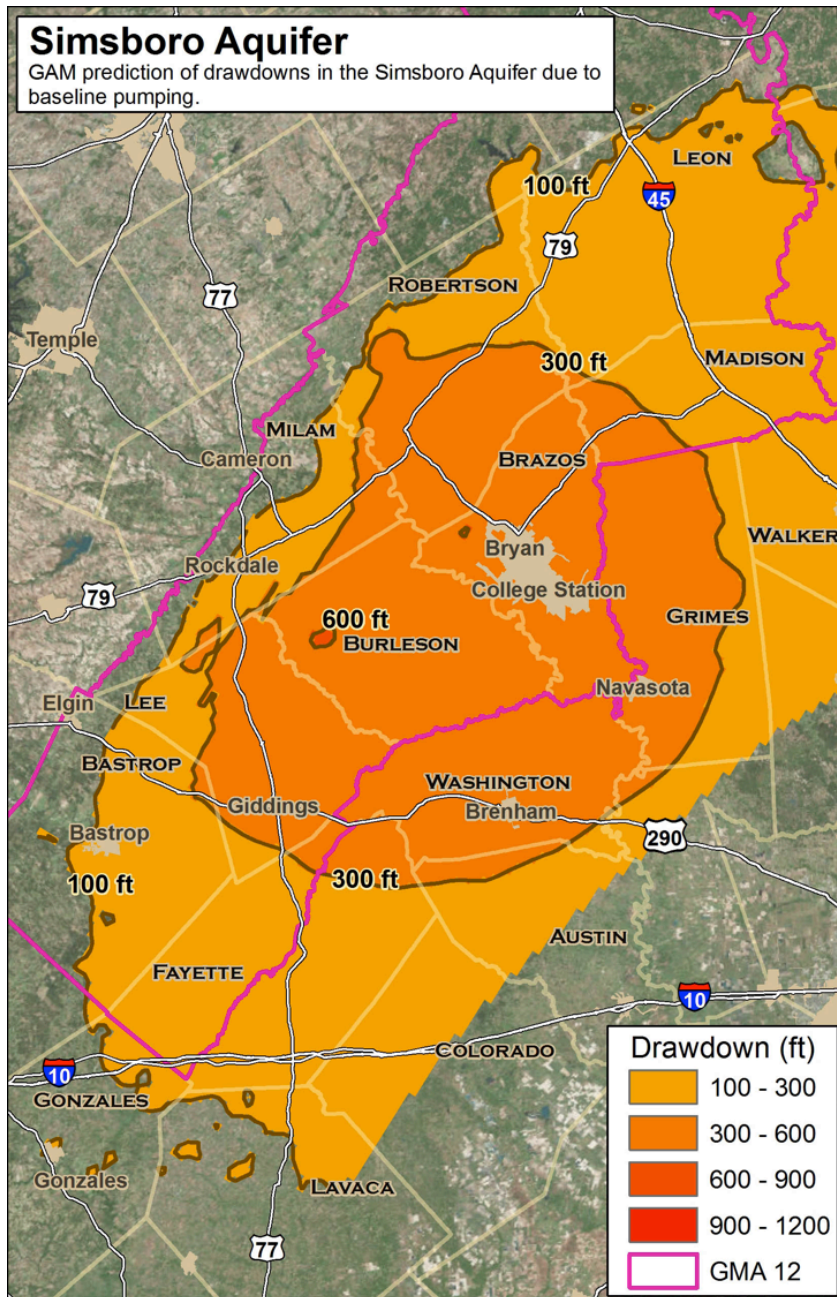 Simsboro Aquifer
GAM prediction of drawdowns in the Simsboro Aquifer due to
baseline pumping.
LEON
100 ft
45
79
ROBERTSON
77
Temple
300 ft
MADISON
MILAM
Cameron
BRAZOS
WALKER
Bryan
Rockdale
College Station
79
600 ft
GRIMES
BURLESON
Navasota
Elgin
LEE
BASTROP
WASHINGTON
Giddings
Brenham
Bastrop
290
100 ft
300 ft
AUSTIN
FAYETTE
10
COLORADO
10
GONZALES
Gonzales
LAVACA
77
Drawdown (ft)
100 - 300
300 - 600
600 - 900
900 - 1200
GMA 12